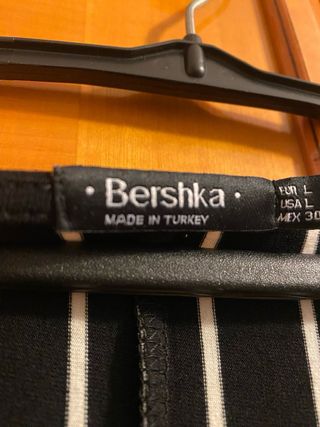 · Bershka ·
MADE IN TURKEY
EUR L
USA L
MEX 30